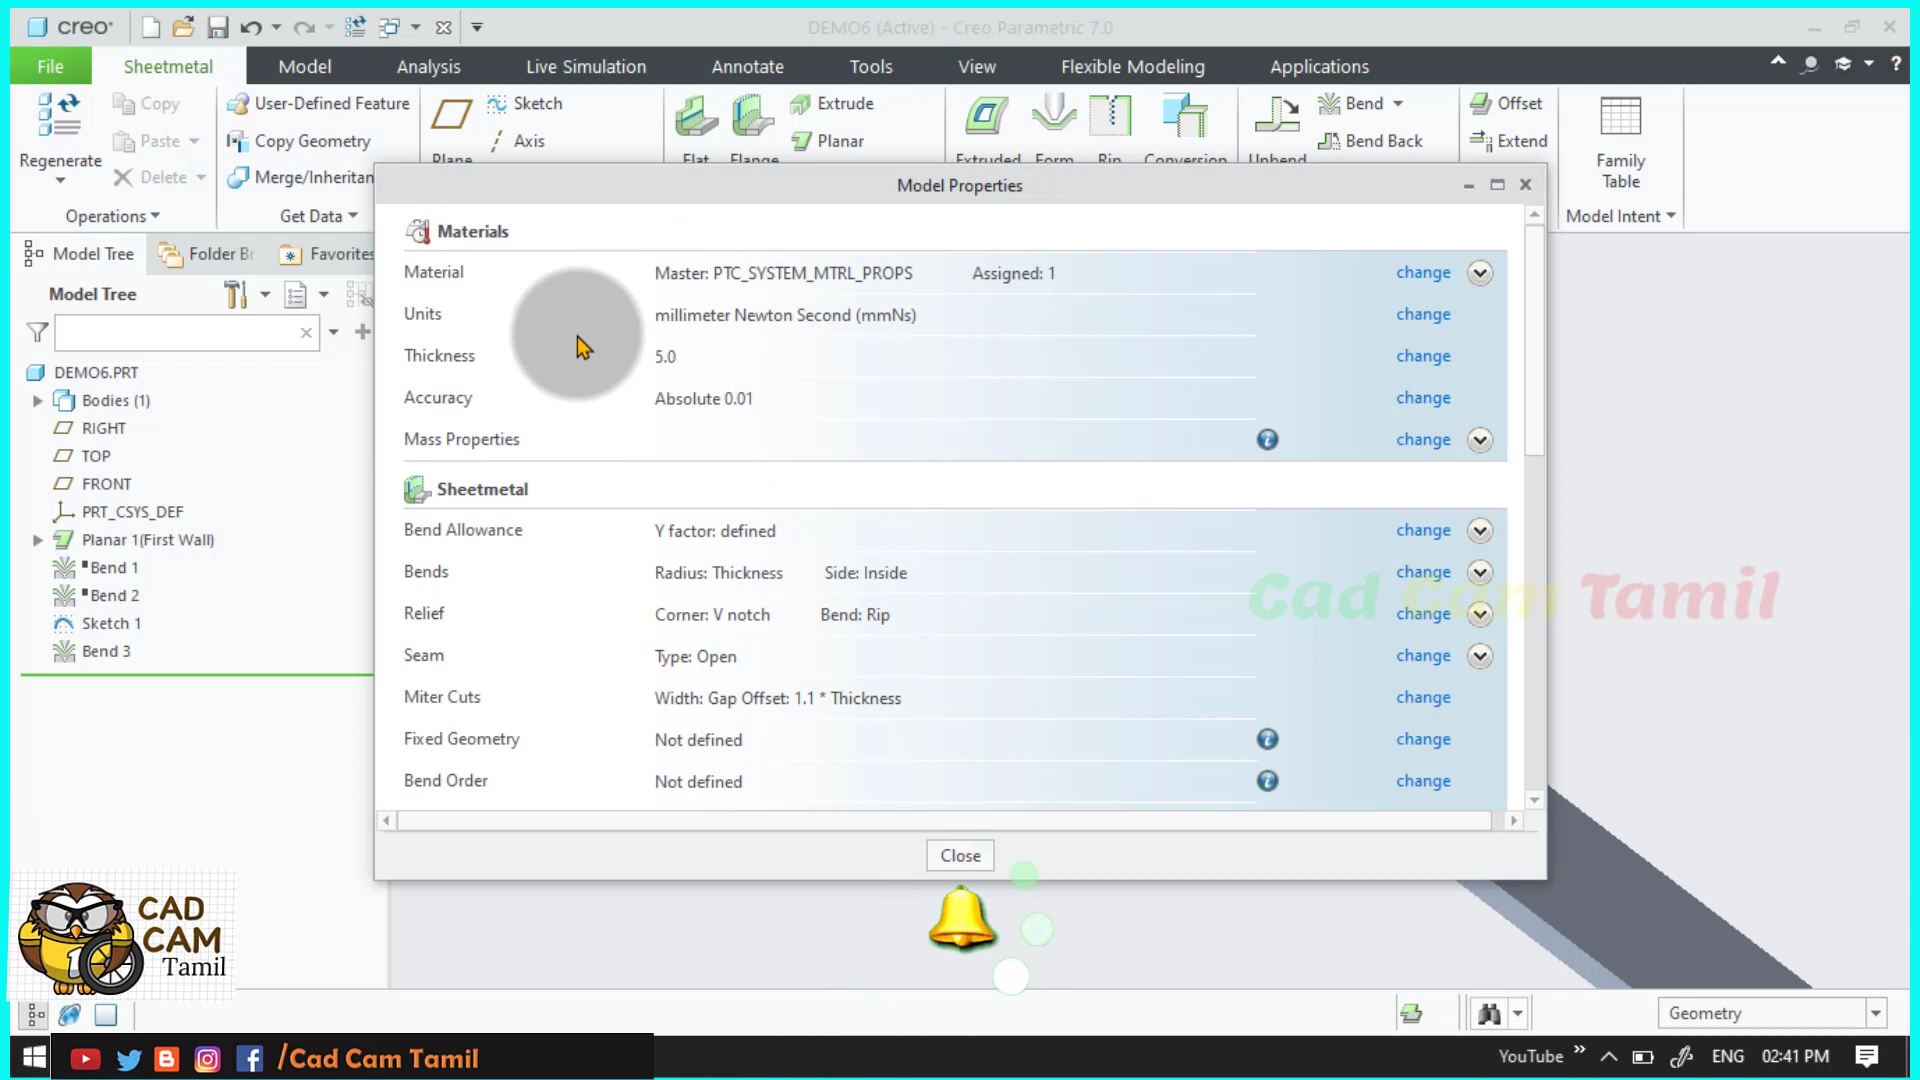 creo
DEMO6 (Active) - Creo Parametric 7.0
File
Sheetmetal
Model
Analysis
Live Simulation
Annotate
Tools
View
Flexible Modeling
Applications
Regenerate
Copy
Paste
Delete
Operations
User-Defined Feature
Copy Geometry
Merge/Inheritan
Get Data
Plane
Sketch
Axis
Flat
Flange
Extrude
Planar
Extruded
Form
Rip
Conversion
Unbend
Bend
Bend Back
Offset
Extend
Family
Table
Model Intent
Model Tree
Folder Br
Favorites
Model Tree
DEMO6.PRT
Bodies (1)
RIGHT
TOP
FRONT
PRT_CSYS_DEF
Planar 1(First Wall)
Bend 1
Bend 2
Sketch 1
Bend 3
Model Properties
Materials
Material Master: PTC_SYSTEM_MTRL_PROPS Assigned: 1 change
Units millimeter Newton Second (mmNs) change
Thickness 5.0 change
Accuracy Absolute 0.01 change
Mass Properties change
Sheetmetal
Bend Allowance Y factor: defined change
Bends Radius: Thickness Side: Inside change
Relief Corner: V notch Bend: Rip change
Seam Type: Open change
Miter Cuts Width: Gap Offset: 1.1 * Thickness change
Fixed Geometry Not defined change
Bend Order Not defined change
Close
Cad Cam Tamil
CAD
CAM
Tamil
Geometry
/Cad Cam Tamil
YouTube
ENG
02:41 PM